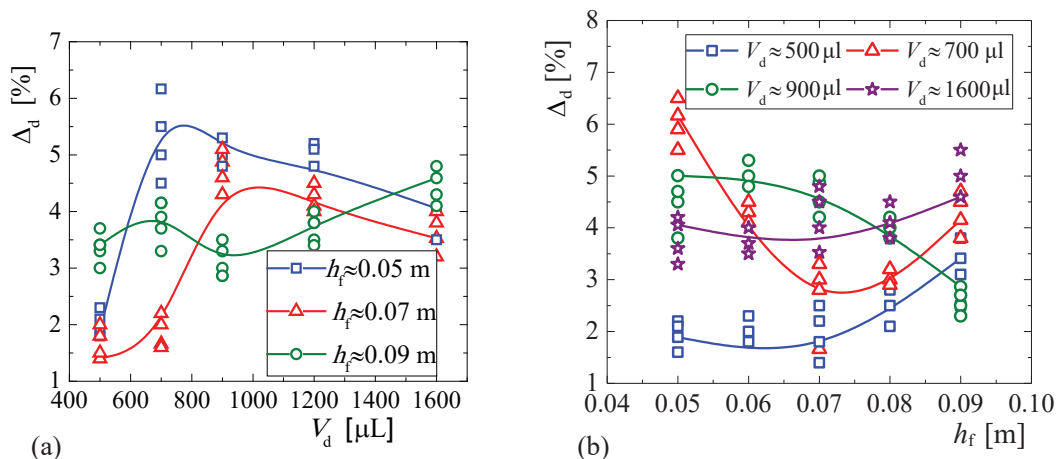 Δd [%]
7
6
5
4
3
2
1
400 600 800 1000 1200 1400 1600
Vd [μL]
hf≈0.05 m
hf≈0.07 m
hf≈0.09 m
(a)
Δd [%]
8
7
6
5
4
3
2
1
0.04 0.05 0.06 0.07 0.08 0.09 0.10
hf [m]
Vd≈500 μl Vd≈700 μl
Vd≈900 μl Vd≈1600 μl
(b)